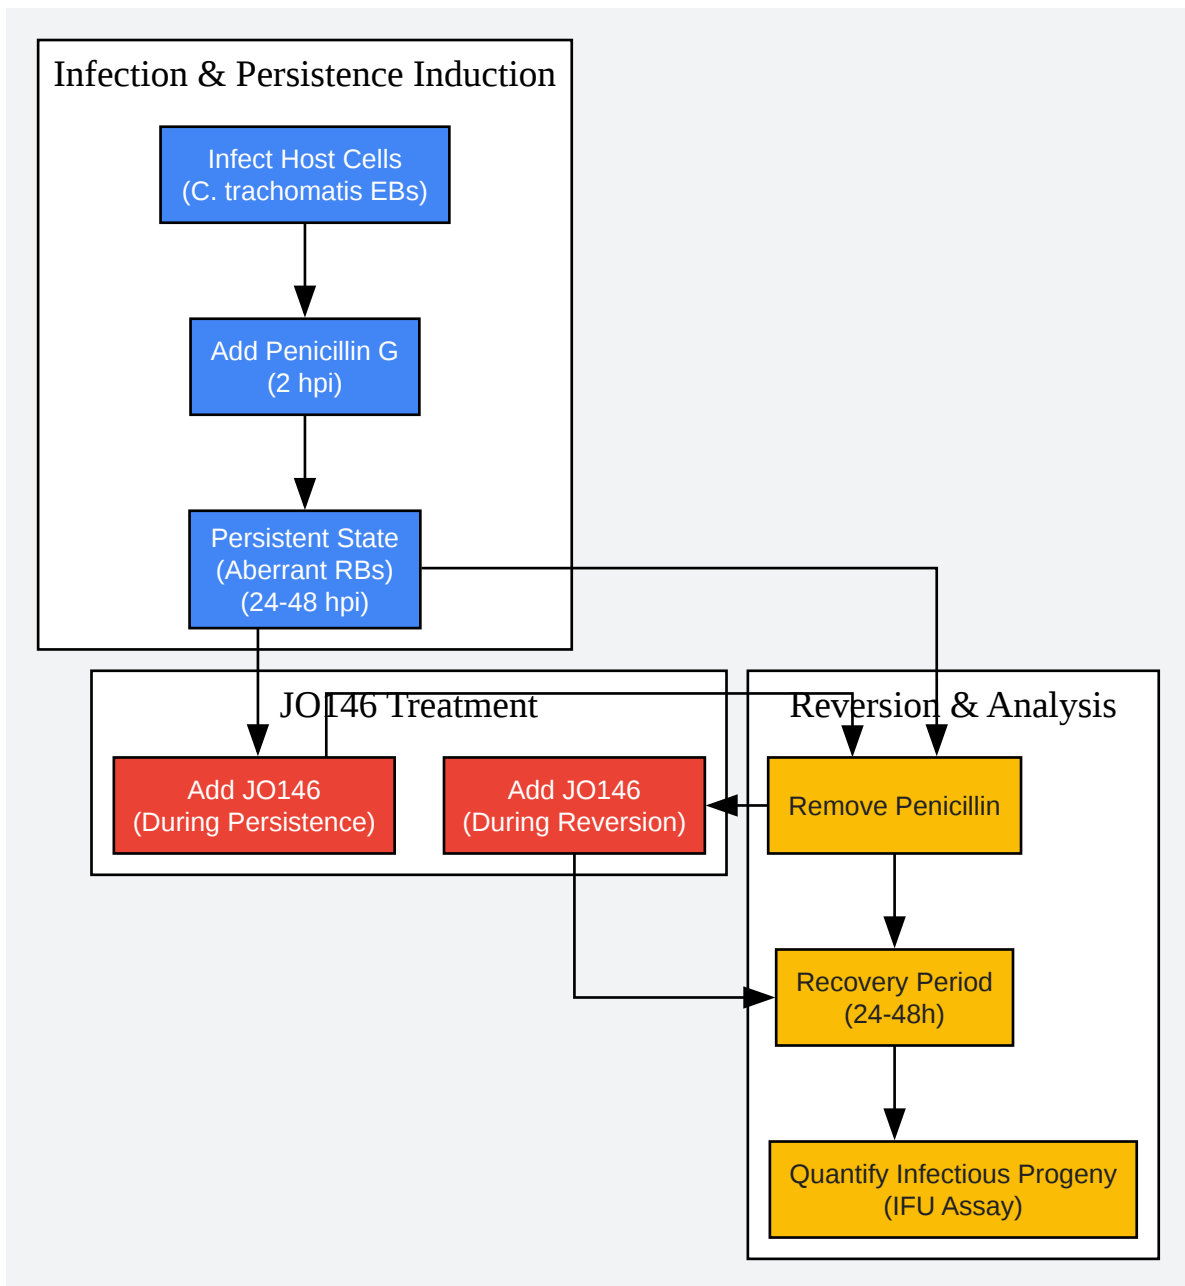 Infection & Persistence Induction
Infect Host Cells
(C. trachomatis EBs)
Add Penicillin G
(2 hpi)
Persistent State
(Aberrant RBs)
(24-48 hpi)
JO146 Treatment
Add JO146
(During Persistence)
Add JO146
(During Reversion)
Reversion & Analysis
Remove Penicillin
Recovery Period
(24-48h)
Quantify Infectious Progeny
(IFU Assay)